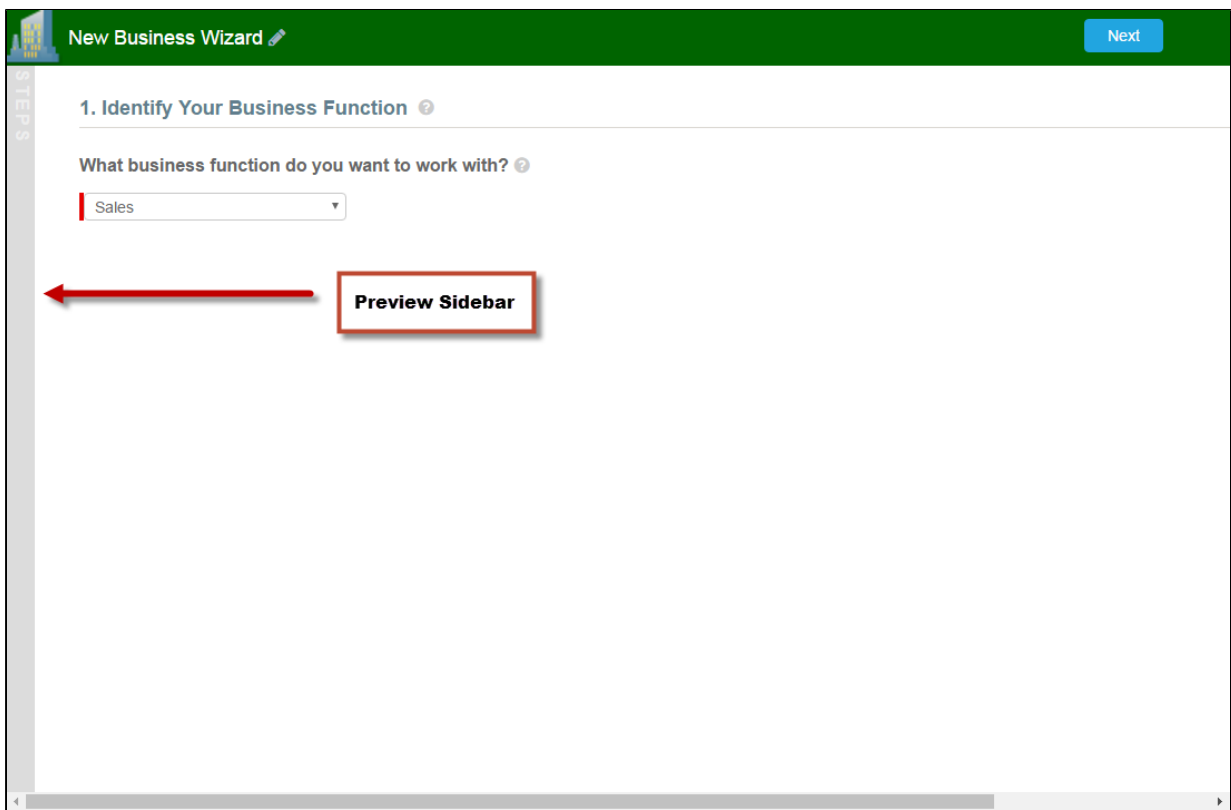 New Business Wizard
Next
STEPS
1. Identify Your Business Function ?
What business function do you want to work with? ?
Sales
Preview Sidebar